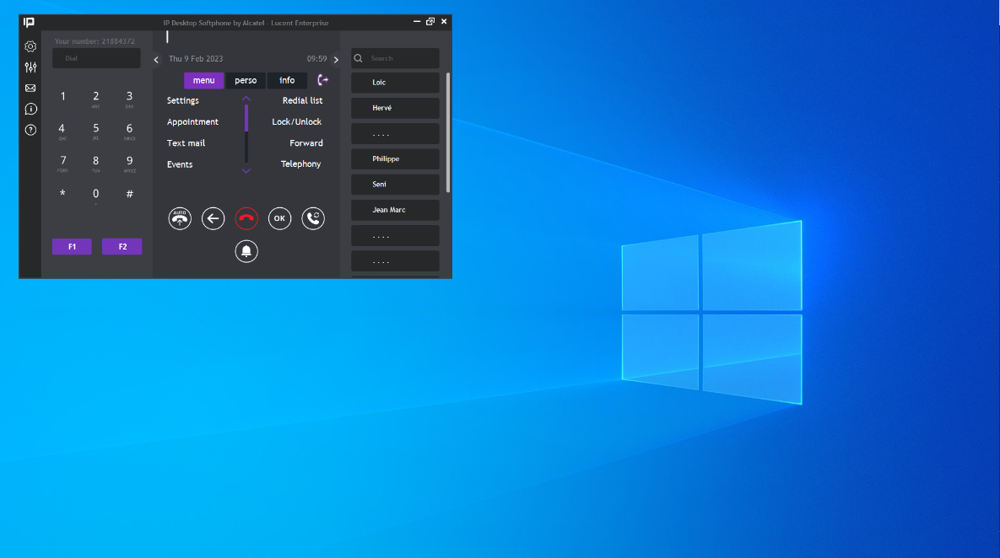 IP
IP Desktop Softphone by Alcatel - Lucent Enterprise
Your number: 21884372
Dial
1
2
ABC
3
DEF
4
GHI
5
JKL
6
MNO
7
PQRS
8
TUV
9
WXYZ
*
0
+
#
F1
F2
Thu 9 Feb 2023
09:59
menu
perso
info
Settings
Redial list
Appointment
Lock/Unlock
Text mail
Forward
Events
Telephony
AUTO
OK
Search
Loic
Hervé
. . . .
Philippe
Seni
Jean Marc
. . . .
. . . .